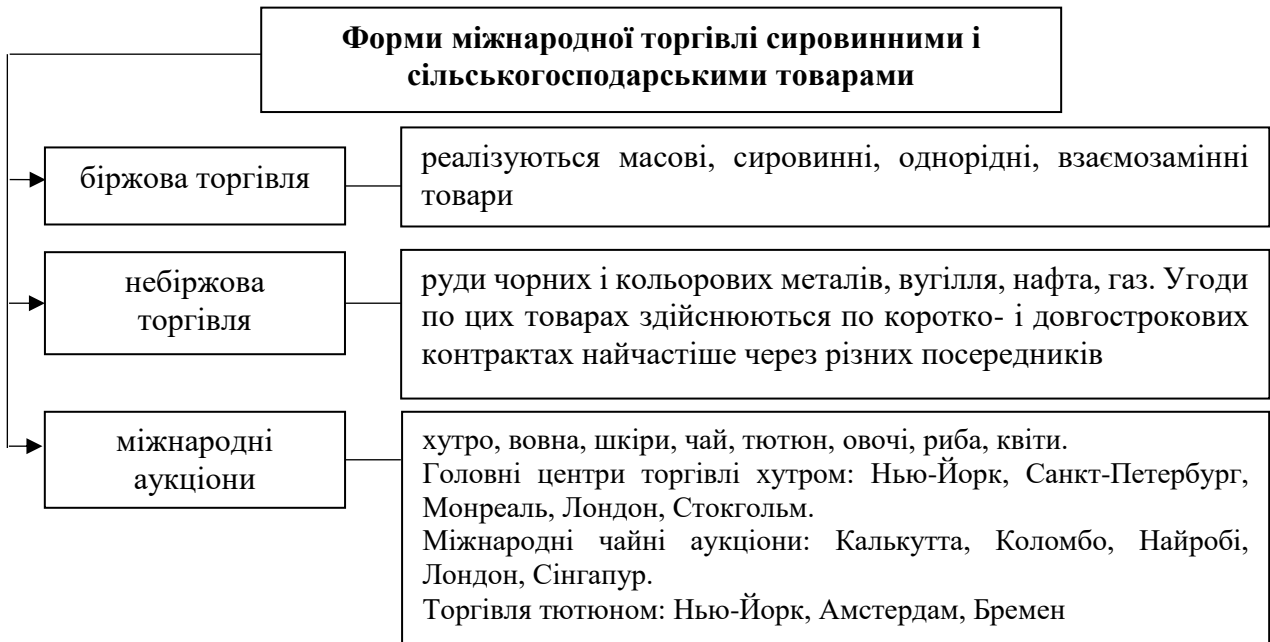 Форми міжнародної торгівлі сировинними і
сільськогосподарськими товарами
біржова торгівля
реалізуються масові, сировинні, однорідні, взаємозамінні
товари
небіржова
торгівля
руди чорних і кольорових металів, вугілля, нафта, газ. Угоди
по цих товарах здійснюються по коротко- і довгострокових
контрактах найчастіше через різних посередників
міжнародні
аукціони
хутро, вовна, шкіри, чай, тютюн, овочі, риба, квіти.
Головні центри торгівлі хутром: Нью-Йорк, Санкт-Петербург,
Монреаль, Лондон, Стокгольм.
Міжнародні чайні аукціони: Калькутта, Коломбо, Найробі,
Лондон, Сінгапур.
Торгівля тютюном: Нью-Йорк, Амстердам, Бремен